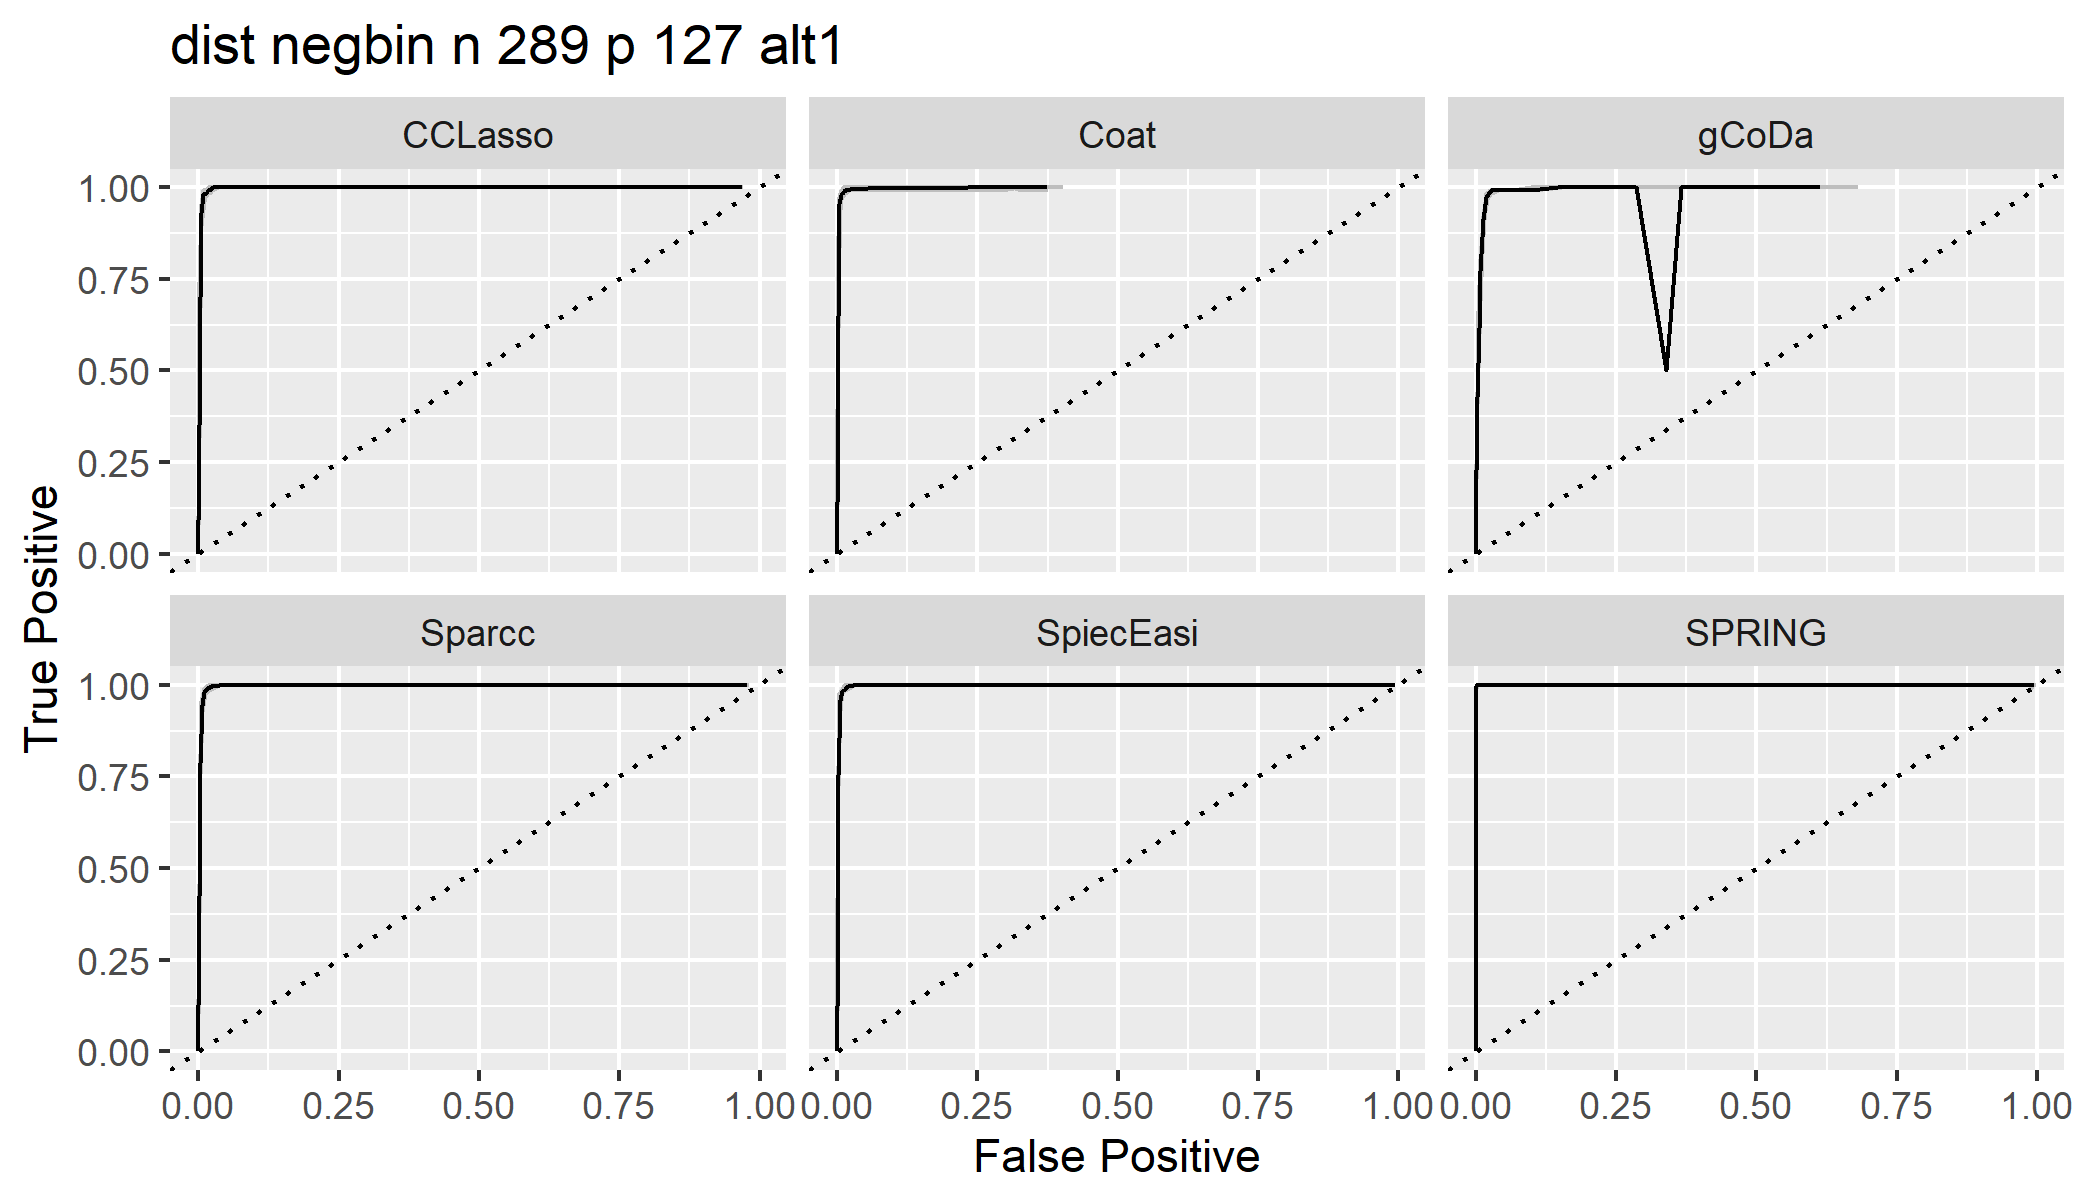 dist negbin n 289 p 127 alt1
CCLasso
Coat
gCoDa
1.00
0.75
0.50
0.25
0.00
Sparcc
SpiecEasi
SPRING
1.00
0.75
0.50
0.25
0.00
True Positive
0.00 0.25 0.50 0.75 1.00 0.00 0.25 0.50 0.75 1.00 0.00 0.25 0.50 0.75 1.00
False Positive